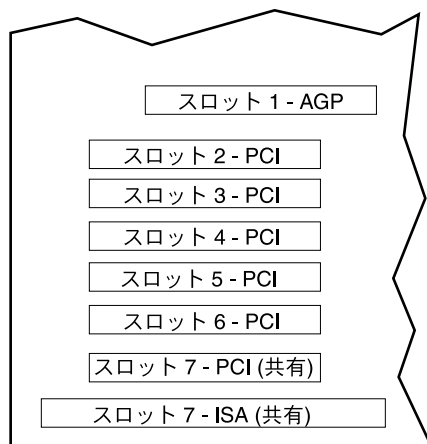 スロット 1 - AGP
スロット 2 - PCI
スロット 3 - PCI
スロット 4 - PCI
スロット 5 - PCI
スロット 6 - PCI
スロット 7 - PCI (共有)
スロット 7 - ISA (共有)